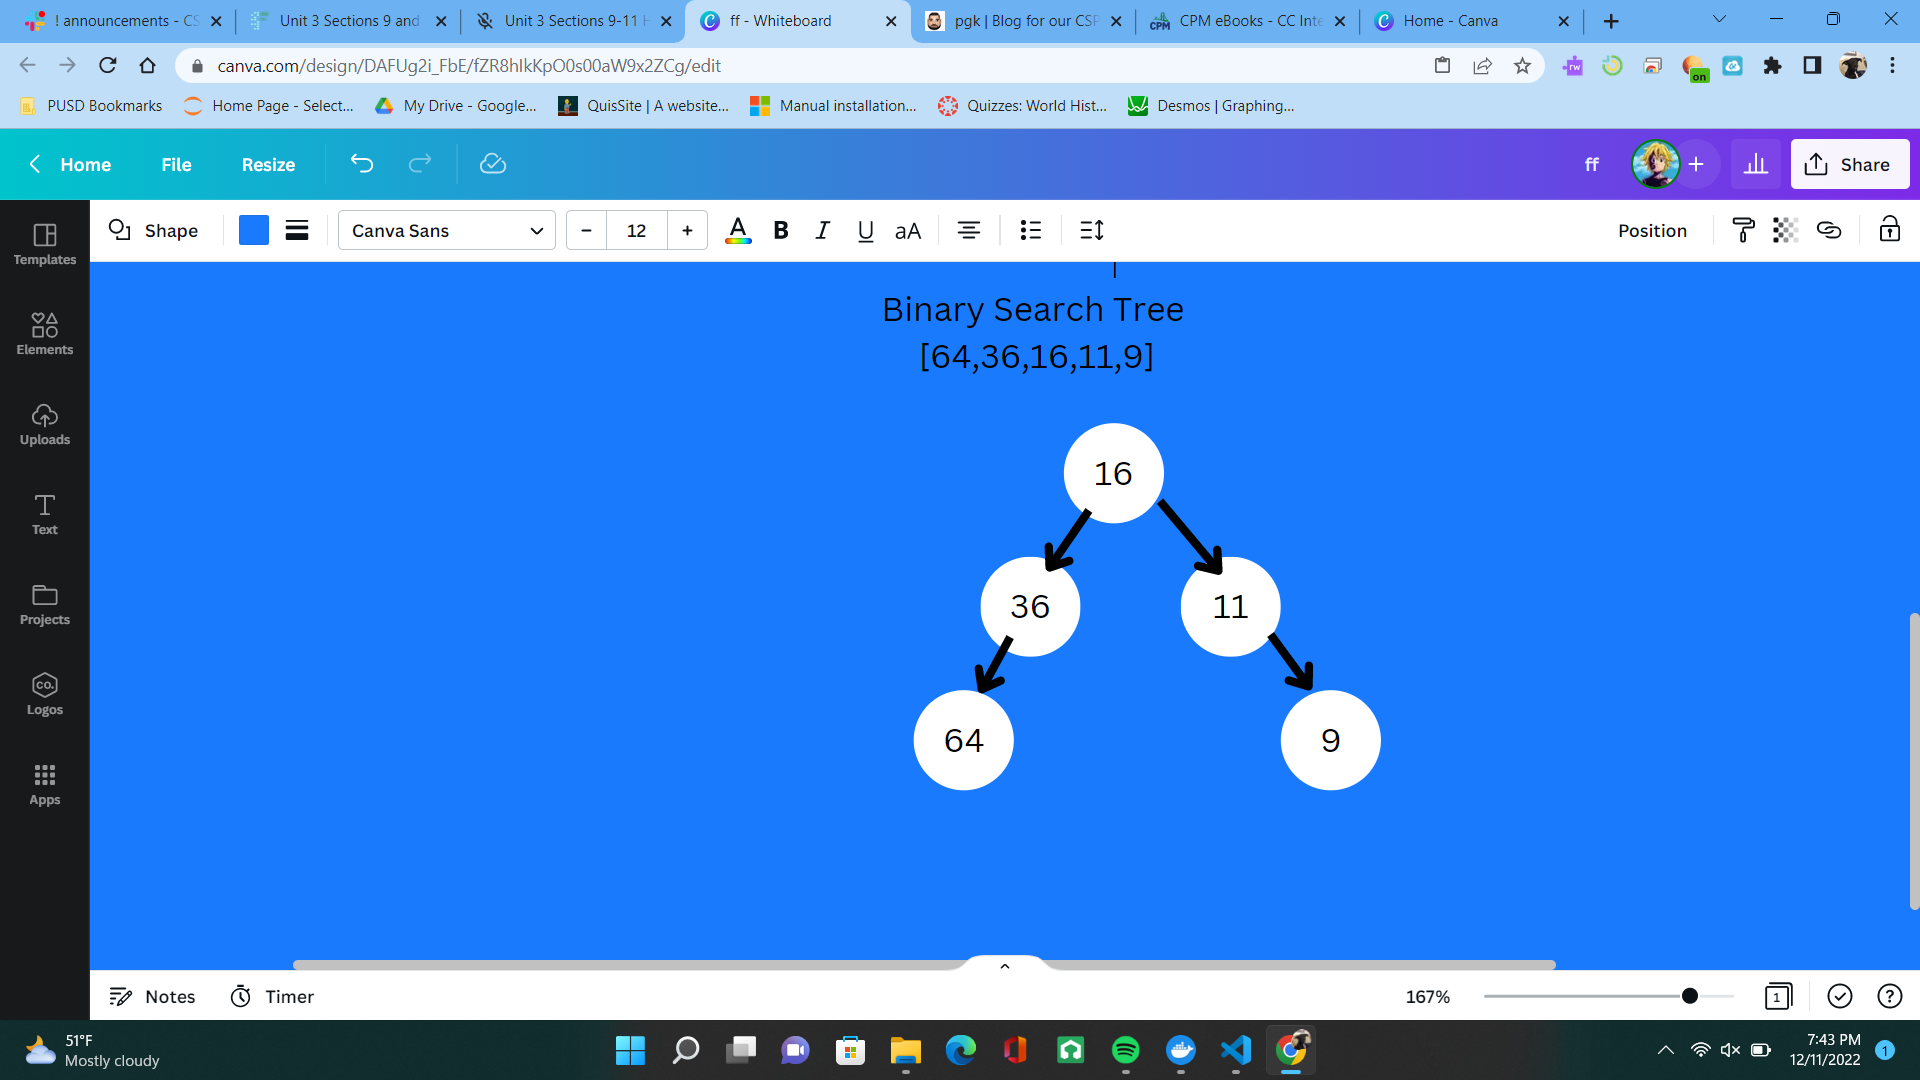 ! announcements - CS
Unit 3 Sections 9 and
Unit 3 Sections 9-11 H
ff - Whiteboard
pgk | Blog for our CSP
CPM eBooks - CC Inte
Home - Canva
canva.com/design/DAFUg2i_FbE/fZR8hIkKpO0s00aW9x2ZCg/edit
rw
on
PUSD Bookmarks
Home Page - Select...
My Drive - Google...
QuisSite | A website...
Manual installation...
Quizzes: World Hist...
Desmos | Graphing...
Home
File
Resize
ff
+
Share
Shape
Canva Sans
- 12 +
A
B
I
U
aA
Position
Templates
Elements
Uploads
Text
Projects
CO.
Logos
Apps
Binary Search Tree
[64,36,16,11,9]
16
36
11
64
9
Notes
Timer
167%
1
?
51°F
Mostly cloudy
7:43 PM
12/11/2022
1